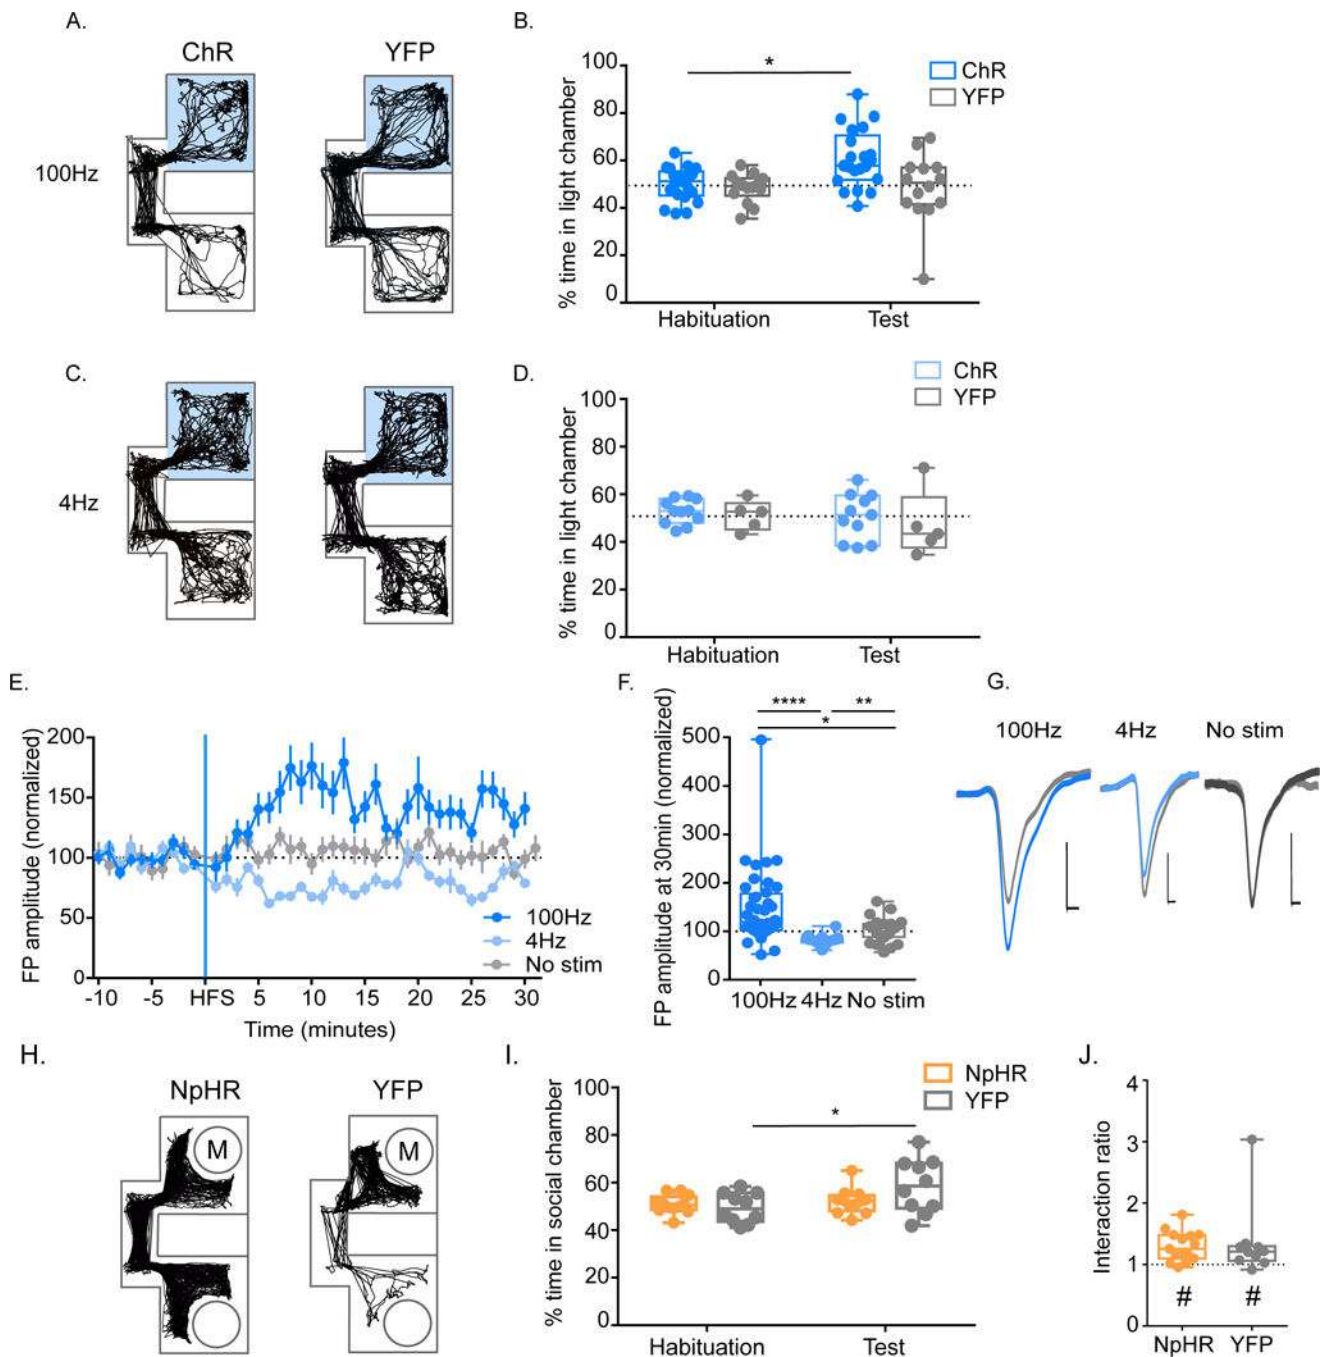 A.
ChR
YFP
100Hz
B.
% time in light chamber
100
80
60
40
20
0
*
ChR
YFP
Habituation
Test
C.
4Hz
D.
% time in light chamber
100
80
60
40
20
0
ChR
YFP
Habituation
Test
E.
FP amplitude (normalized)
200
150
100
50
0
100Hz
4Hz
No stim
-10
-5
HFS
5
10
15
20
25
30
Time (minutes)
F.
FP amplitude at 30min (normalized)
**** **
*
500
400
300
200
100
0
100Hz
4Hz
No stim
G.
100Hz
4Hz
No stim
H.
NpHR
YFP
M
M
I.
% time in social chamber
100
80
60
40
20
0
*
NpHR
YFP
Habituation
Test
J.
Interaction ratio
4
3
2
1
0
# #
NpHR
YFP